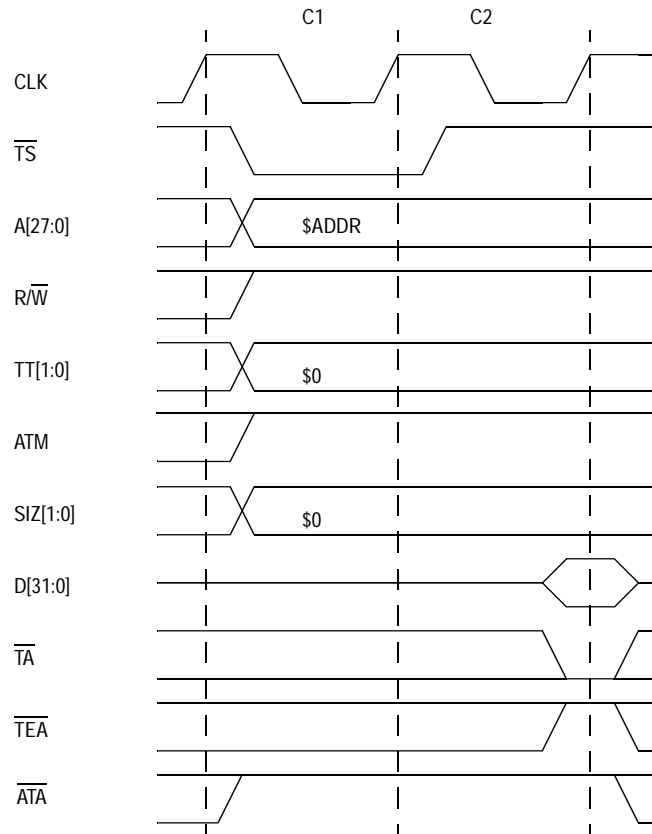 C1 C2
CLK
TS
A[27:0] $ADDR
R/W
TT[1:0] $0
ATM
SIZ[1:0] $0
D[31:0]
TA
TEA
ATA